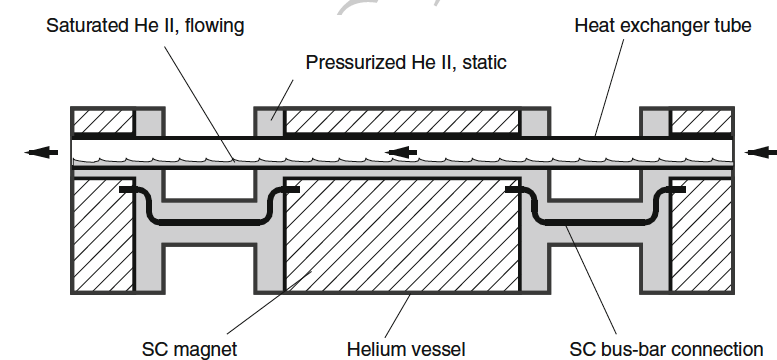 Saturated He II, flowing
Heat exchanger tube
Pressurized He II, static
SC magnet
Helium vessel
SC bus-bar connection